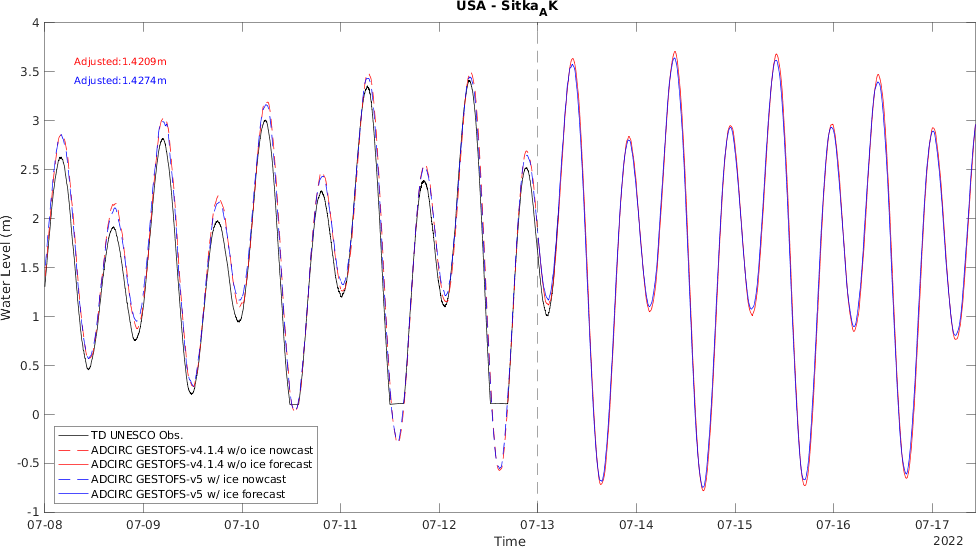 USA - SitkaAK
Adjusted:1.4209m
Adjusted:1.4274m
Water Level (m)
4
3.5
3
2.5
2
1.5
1
0.5
0
-0.5
-1
TD UNESCO Obs.
ADCIRC GESTOFS-v4.1.4 w/o ice nowcast
ADCIRC GESTOFS-v4.1.4 w/o ice forecast
ADCIRC GESTOFS-v5 w/ ice nowcast
ADCIRC GESTOFS-v5 w/ ice forecast
07-08 07-09 07-10 07-11 07-12 07-13 07-14 07-15 07-16 07-17
Time
2022